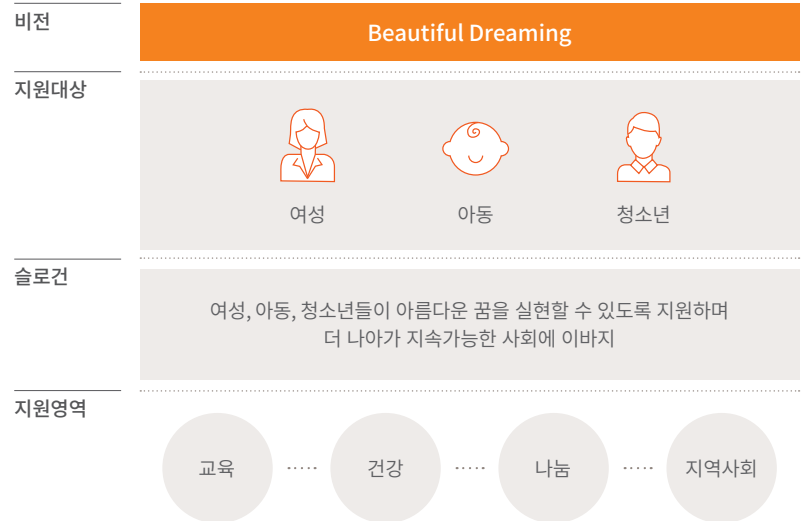 비전
Beautiful Dreaming
지원대상
여성
아동
청소년
슬로건
여성, 아동, 청소년들이 아름다운 꿈을 실현할 수 있도록 지원하며
더 나아가 지속가능한 사회에 이바지
지원영역
교육
건강
나눔
지역사회